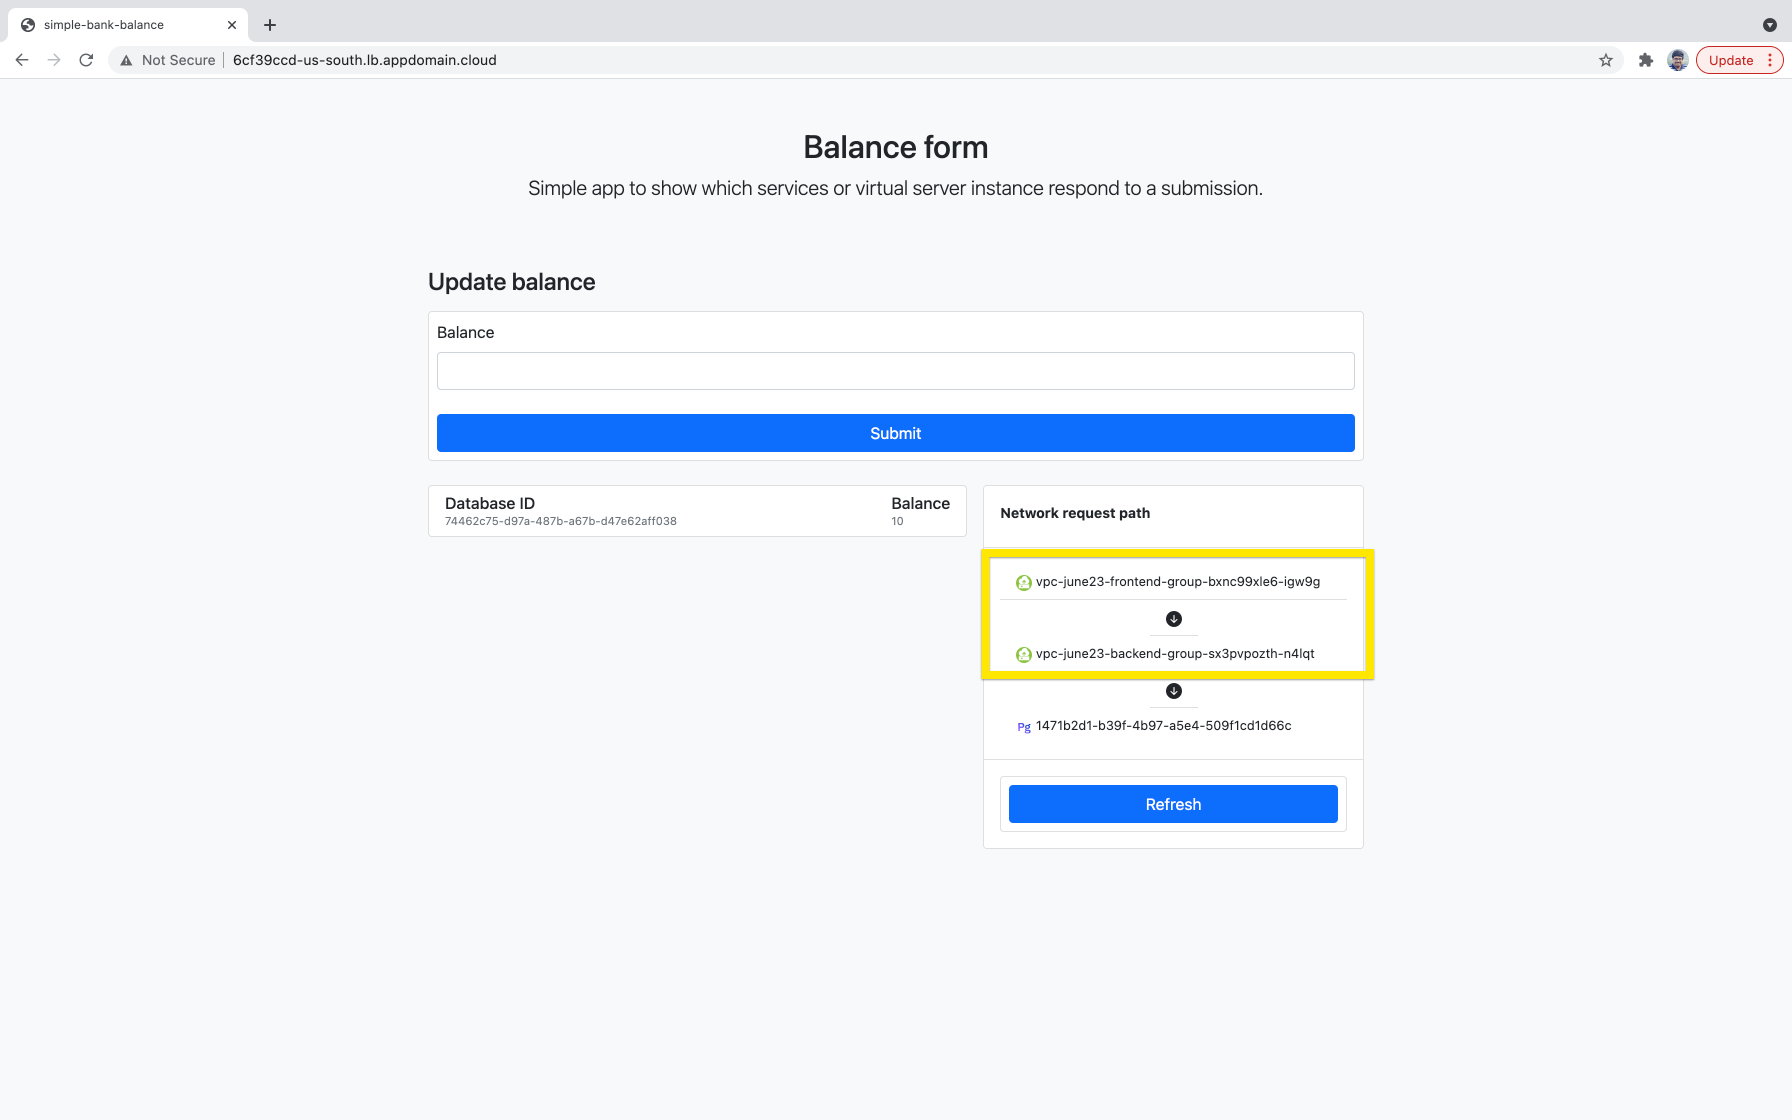 simple-bank-balance
Not Secure
6cf39ccd-us-south.lb.appdomain.cloud
Update
Balance form
Simple app to show which services or virtual server instance respond to a submission.
Update balance
Balance
Submit
Database ID Balance
74462c75-d97a-487b-a67b-d47e62aff038 10
Network request path
vpc-june23-frontend-group-bxnc99xle6-igw9g
vpc-june23-backend-group-sx3pvpozth-n4lqt
Pg 1471b2d1-b39f-4b97-a5e4-509f1cd1d66c
Refresh